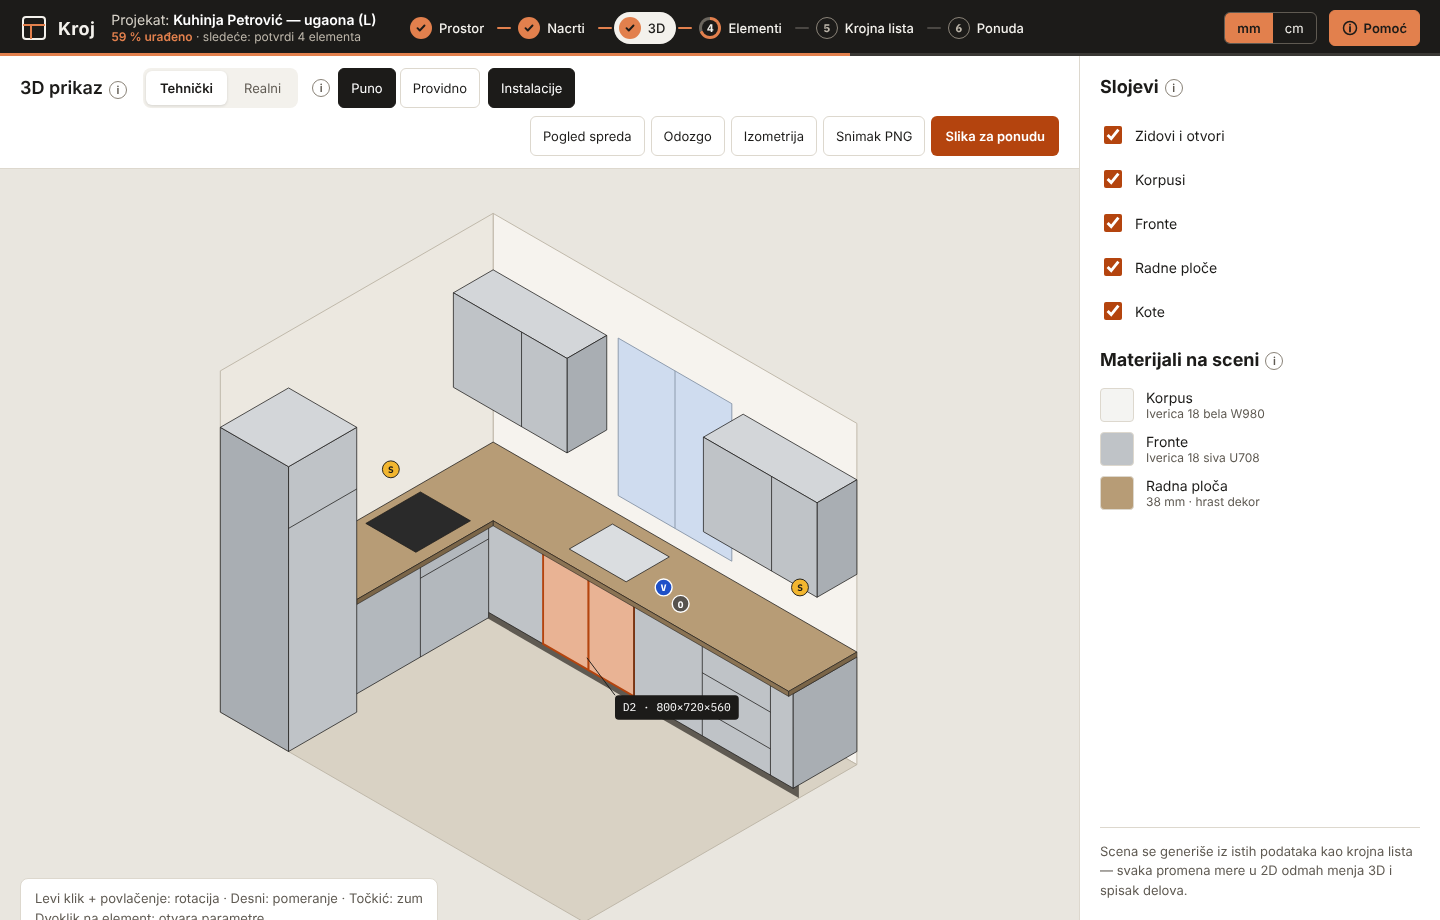 Kroj
Projekat: Kuhinja Petrović — ugaona (L)
59 % urađeno · sledeće: potvrdi 4 elementa
Prostor
Nacrti
3D
4 Elementi
5 Krojna lista
6 Ponuda
mm
cm
Pomoć
3D prikaz
Tehnički
Realni
Puno
Providno
Instalacije
Pogled spreda
Odozgo
Izometrija
Snimak PNG
Slika za ponudu
S
V
O
S
D2 · 800×720×560
Levi klik + povlačenje: rotacija · Desni: pomeranje · Točkić: zum
Dvoklik na element: otvara parametre
Slojevi
Zidovi i otvori
Korpusi
Fronte
Radne ploče
Kote
Materijali na sceni
Korpus
Iverica 18 bela W980
Fronte
Iverica 18 siva U708
Radna ploča
38 mm · hrast dekor
Scena se generiše iz istih podataka kao krojna lista
— svaka promena mere u 2D odmah menja 3D i
spisak delova.